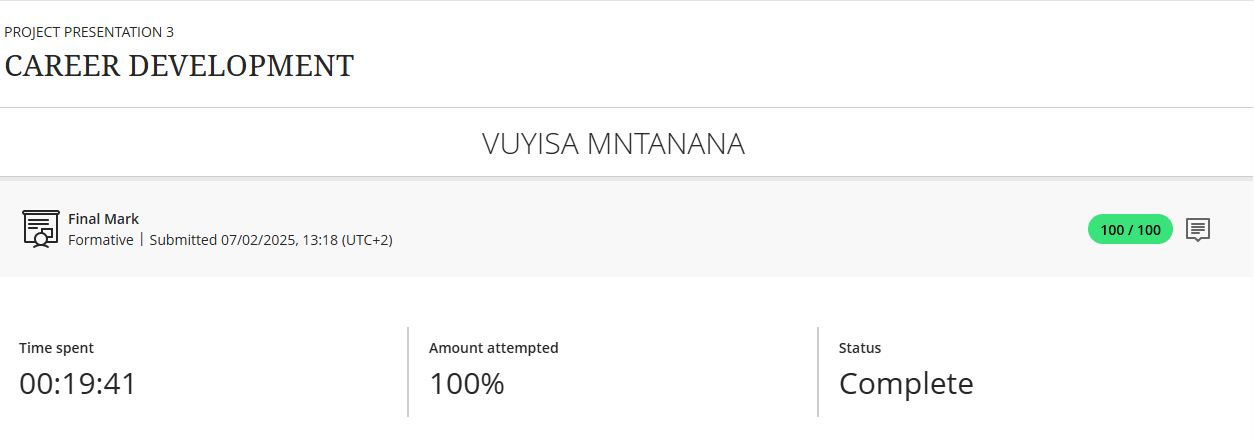 PROJECT PRESENTATION 3
CAREER DEVELOPMENT
VUYISA MNTANANA
Final Mark
Formative | Submitted 07/02/2025, 13:18 (UTC+2)
100 / 100
Time spent
00:19:41
Amount attempted
100%
Status
Complete